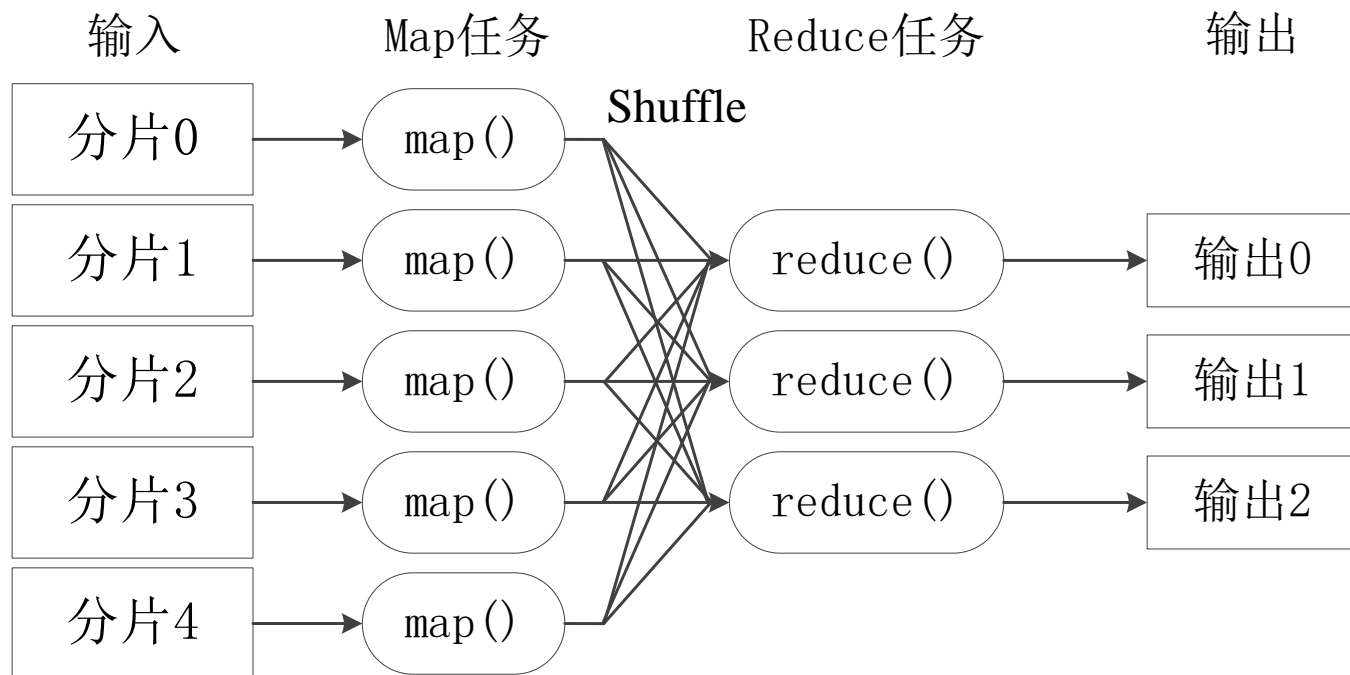 输入 Map任务 Reduce任务 输出
Shuffle
分片0 map()
分片1 map() reduce() 输出0
分片2 map() reduce() 输出1
分片3 map() reduce() 输出2
分片4 map()